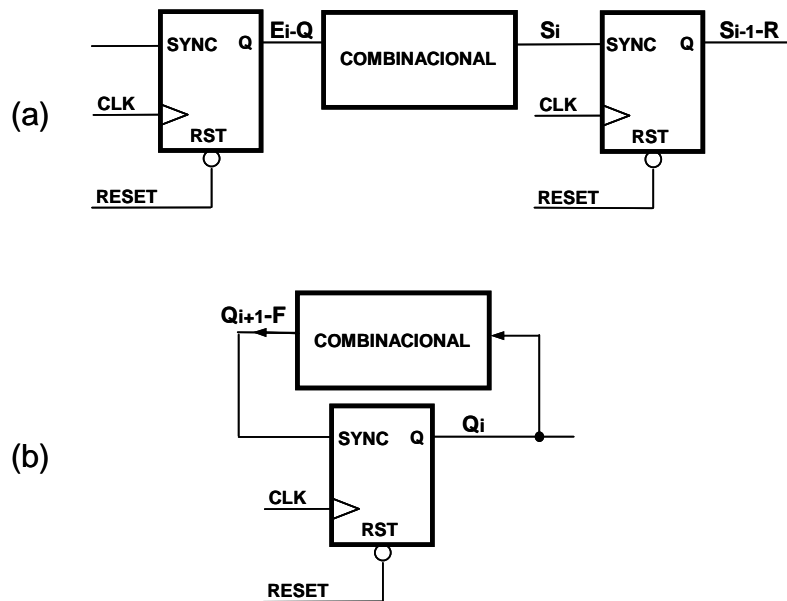 (a)
SYNC Q
CLK
RST
RESET
Ei-Q
COMBINACIONAL
Si
SYNC Q
CLK
RST
RESET
Si-1-R
(b)
Qi+1-F
COMBINACIONAL
SYNC Q
Qi
CLK
RST
RESET